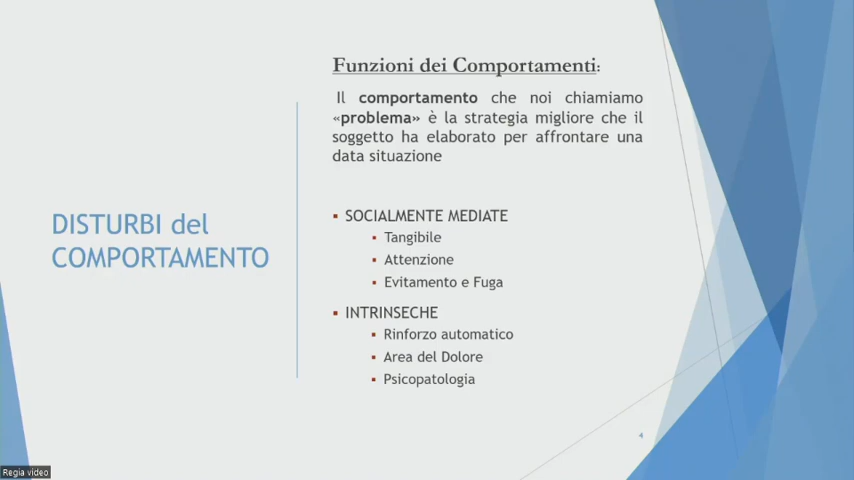 DISTURBI del
COMPORTAMENTO
Funzioni dei Comportamenti:
Il comportamento che noi chiamiamo
«problema» è la strategia migliore che il
soggetto ha elaborato per affrontare una
data situazione
▪ SOCIALMENTE MEDIATE
▪ Tangibile
▪ Attenzione
▪ Evitamento e Fuga
▪ INTRINSECHE
▪ Rinforzo automatico
▪ Area del Dolore
▪ Psicopatologia
4
Regia video